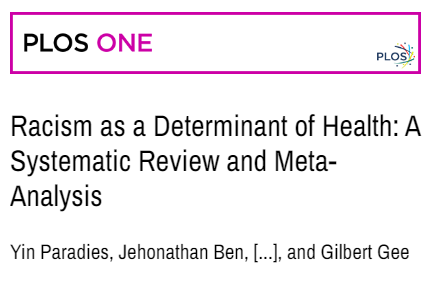 PLOS ONE
PLOS
Racism as a Determinant of Health: A
Systematic Review and Meta-
Analysis
Yin Paradies, Jehonathan Ben, [...], and Gilbert Gee